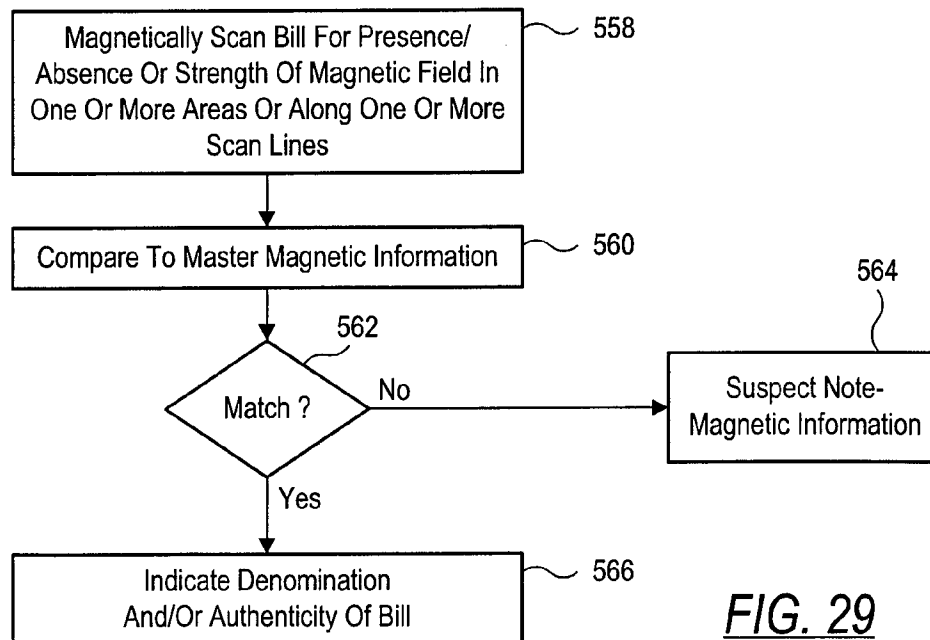 Magnetically Scan Bill For Presence/
Absence Or Strength Of Magnetic Field In
One Or More Areas Or Along One Or More
Scan Lines
558
Compare To Master Magnetic Information
560
562
Match ?
No
564
Suspect Note-
Magnetic Information
Yes
Indicate Denomination
And/Or Authenticity Of Bill
566
FIG. 29